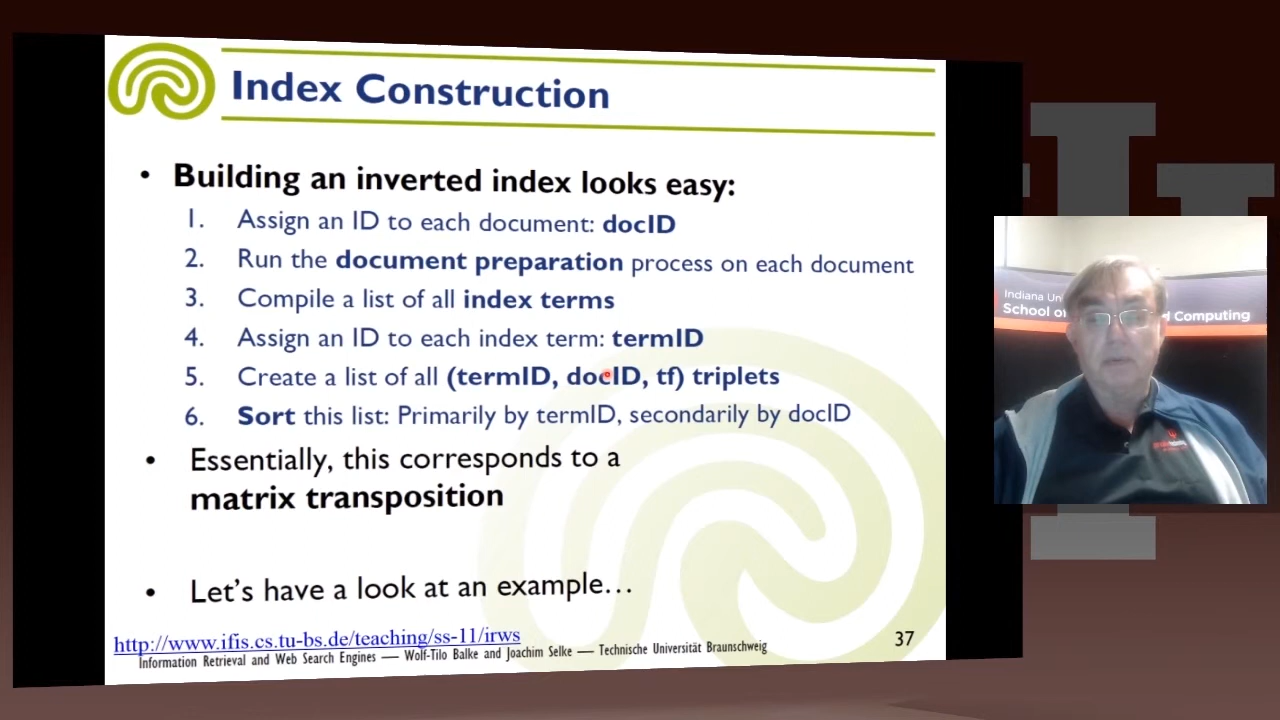 Index Construction
• Building an inverted index looks easy:
1. Assign an ID to each document: docID
2. Run the document preparation process on each document
3. Compile a list of all index terms
4. Assign an ID to each index term: termID
5. Create a list of all (termID, docID, tf) triplets
6. Sort this list: Primarily by termID, secondarily by docID
• Essentially, this corresponds to a
matrix transposition
• Let's have a look at an example…
http://www.ifis.cs.tu-bs.de/teaching/ss-11/irws
Information Retrieval and Web Search Engines — Wolf-Tilo Balke and Joachim Selke — Technische Universität Braunschweig
37
Indiana Un
School of d Computing